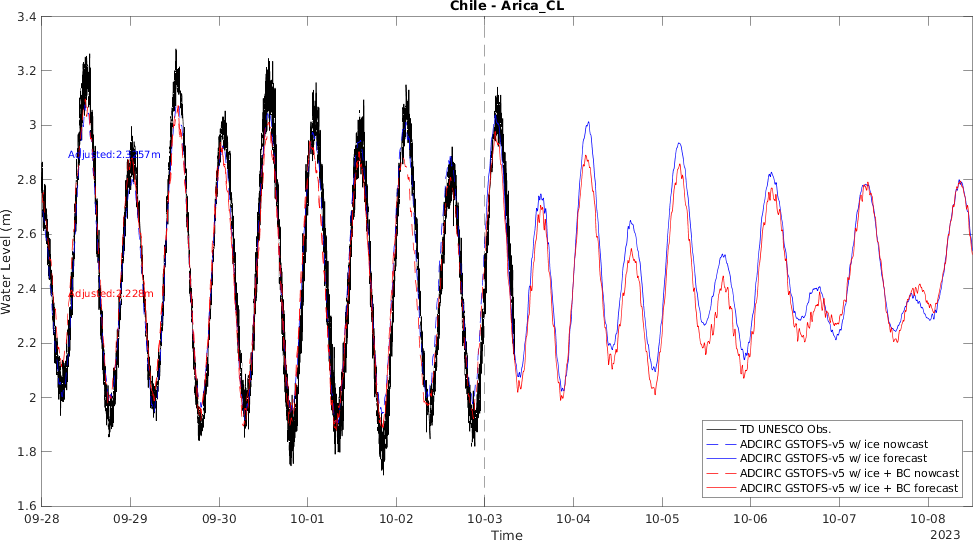 Chile - Arica_CL
3.4
3.2
3
2.8
2.6
2.4
2.2
2
1.8
1.6
Water Level (m)
Adjusted:2.228m
09-28
09-29
09-30
10-01
10-02
10-03
10-04
10-05
10-06
10-07
10-08
2023
Time
TD UNESCO Obs.
ADCIRC GSTOFS-v5 w/ ice nowcast
ADCIRC GSTOFS-v5 w/ ice forecast
ADCIRC GSTOFS-v5 w/ ice + BC nowcast
ADCIRC GSTOFS-v5 w/ ice + BC forecast